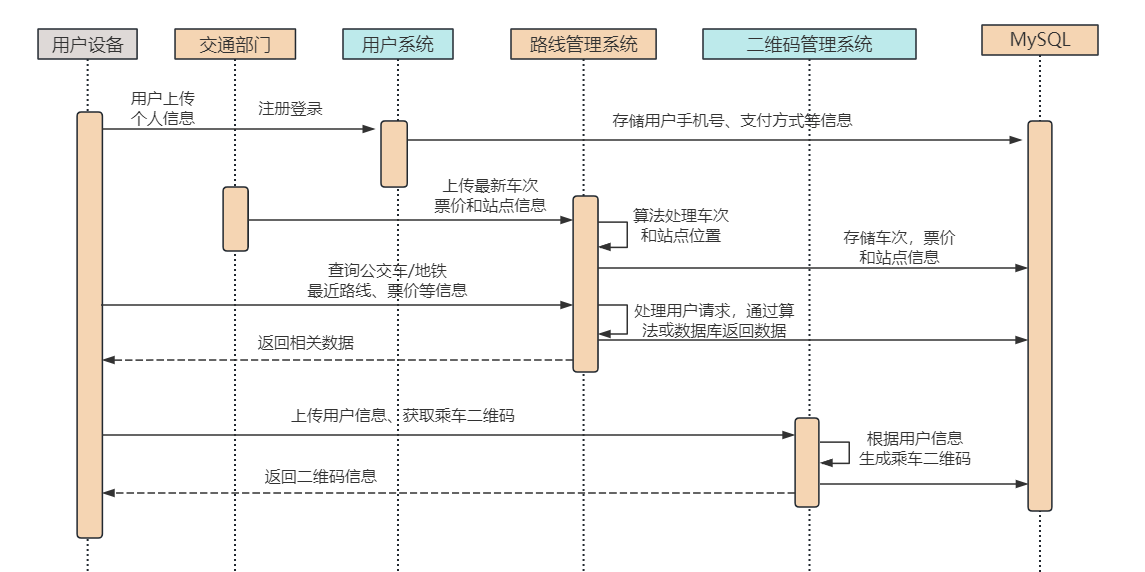 用户设备
交通部门
用户系统
路线管理系统
二维码管理系统
MySQL
用户上传
个人信息
注册登录
存储用户手机号、支付方式等信息
上传最新车次
票价和站点信息
算法处理车次
和站点位置
存储车次，票价
和站点信息
查询公交车/地铁
最近路线、票价等信息
处理用户请求，通过算
法或数据库返回数据
返回相关数据
上传用户信息、获取乘车二维码
根据用户信息
生成乘车二维码
返回二维码信息